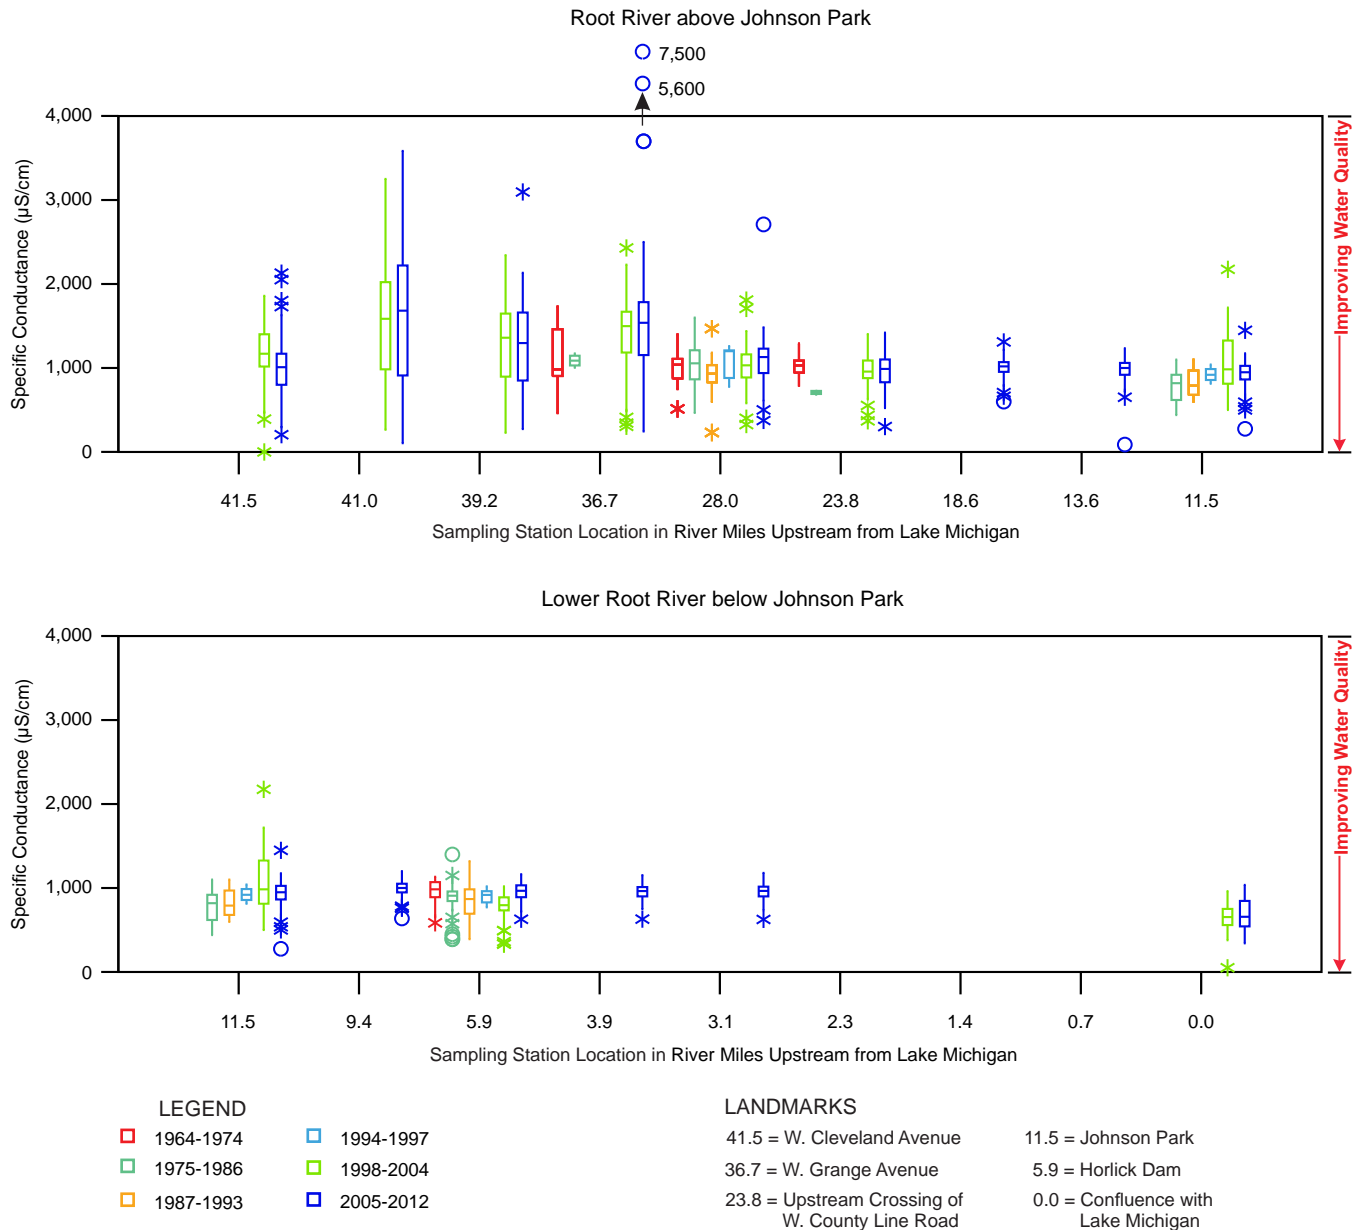 Root River above Johnson Park
7,500
5,600
4,000
3,000
2,000
1,000
0
Specific Conductance (µS/cm)
Improving Water Quality
41.5 41.0 39.2 36.7 28.0 23.8 18.6 13.6 11.5
Sampling Station Location in River Miles Upstream from Lake Michigan
Lower Root River below Johnson Park
4,000
3,000
2,000
1,000
0
Specific Conductance (µS/cm)
Improving Water Quality
11.5 9.4 5.9 3.9 3.1 2.3 1.4 0.7 0.0
Sampling Station Location in River Miles Upstream from Lake Michigan
LEGEND
1964-1974
1975-1986
1987-1993
1994-1997
1998-2004
2005-2012
LANDMARKS
41.5 = W. Cleveland Avenue
36.7 = W. Grange Avenue
23.8 = Upstream Crossing of
W. County Line Road
11.5 = Johnson Park
5.9 = Horlick Dam
0.0 = Confluence with
Lake Michigan